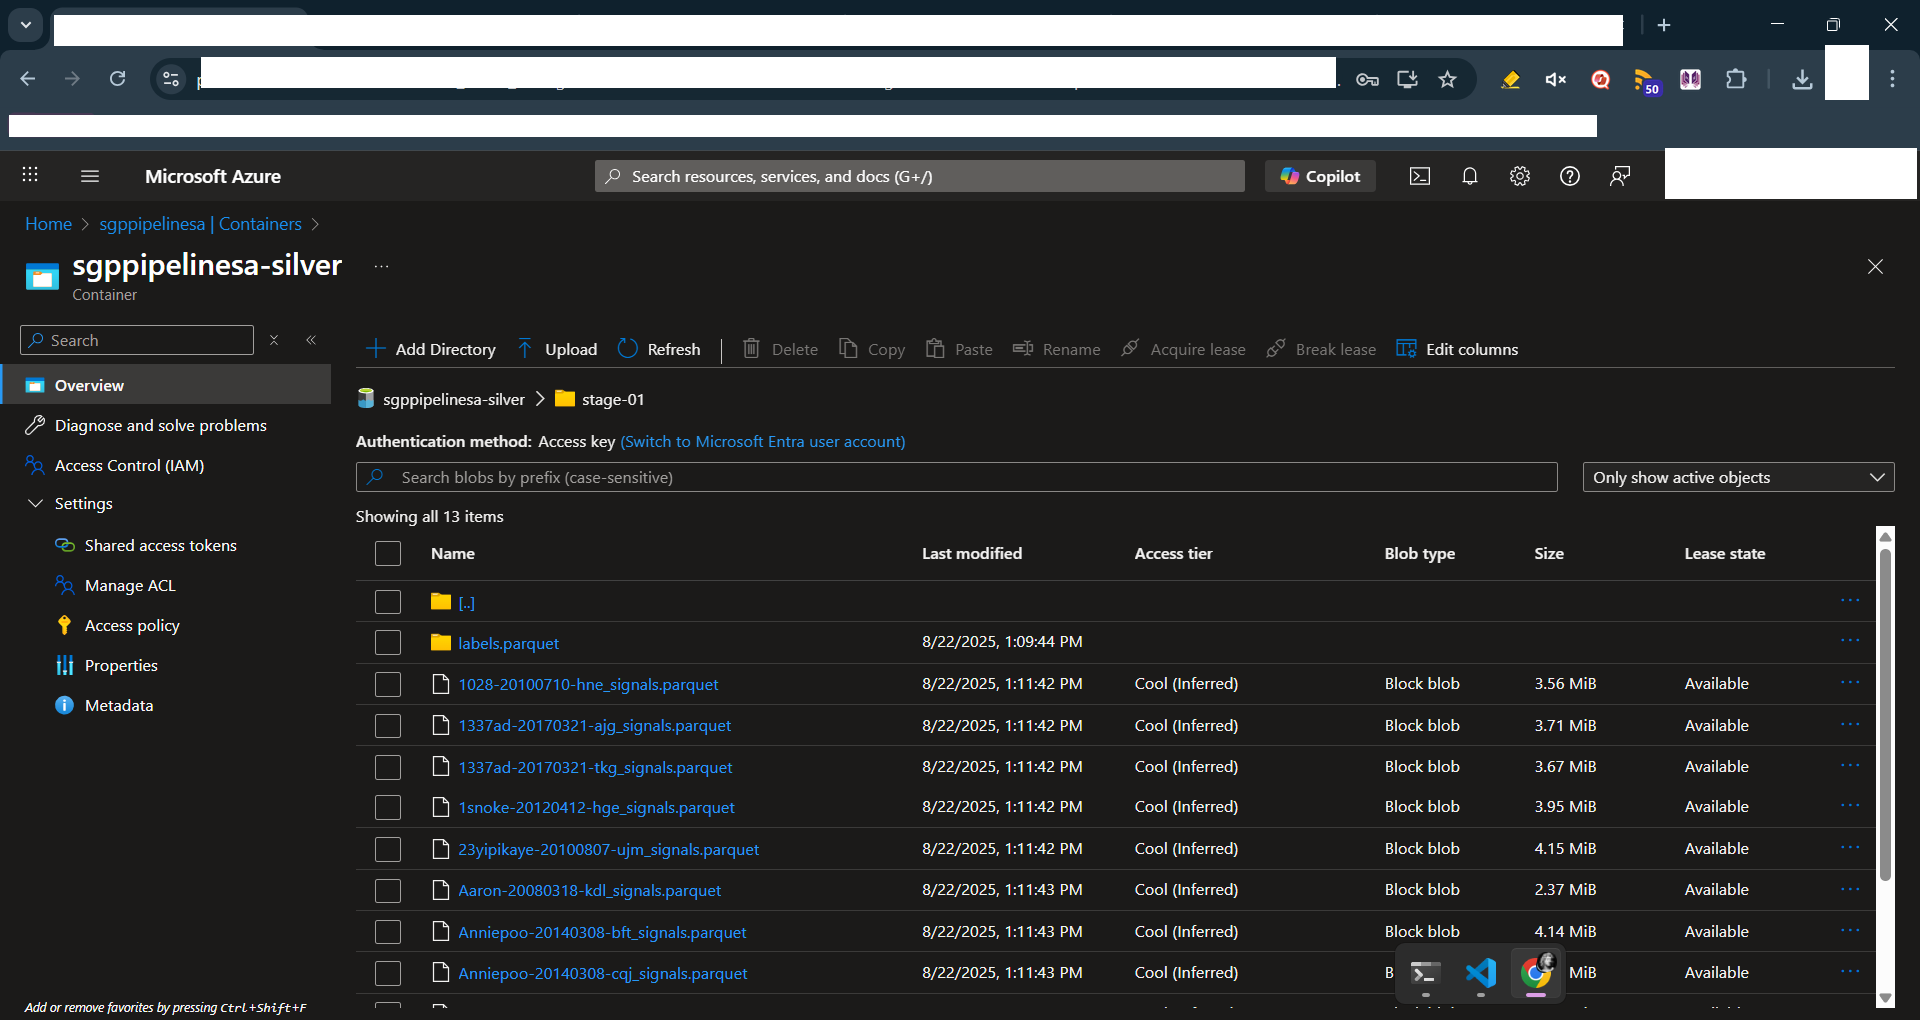 50
Microsoft Azure
Search resources, services, and docs (G+/)
Copilot
Home > sgppipelinesa | Containers >
sgppipelinesa-silver ...
Container
Search
Overview
Diagnose and solve problems
Access Control (IAM)
Settings
Shared access tokens
Manage ACL
Access policy
Properties
Metadata
Add or remove favorites by pressing Ctrl+Shift+F
Add Directory Upload Refresh | Delete Copy Paste Rename Acquire lease Break lease Edit columns
sgppipelinesa-silver > stage-01
Authentication method: Access key (Switch to Microsoft Entra user account)
Search blobs by prefix (case-sensitive)
Only show active objects
Showing all 13 items
Name Last modified Access tier Blob type Size Lease state
[..] ...
labels.parquet 8/22/2025, 1:09:44 PM ...
1028-20100710-hne_signals.parquet 8/22/2025, 1:11:42 PM Cool (Inferred) Block blob 3.56 MiB Available ...
1337ad-20170321-ajg_signals.parquet 8/22/2025, 1:11:42 PM Cool (Inferred) Block blob 3.71 MiB Available ...
1337ad-20170321-tkg_signals.parquet 8/22/2025, 1:11:42 PM Cool (Inferred) Block blob 3.67 MiB Available ...
1snoke-20120412-hge_signals.parquet 8/22/2025, 1:11:42 PM Cool (Inferred) Block blob 3.95 MiB Available ...
23yipikaye-20100807-ujm_signals.parquet 8/22/2025, 1:11:42 PM Cool (Inferred) Block blob 4.15 MiB Available ...
Aaron-20080318-kdl_signals.parquet 8/22/2025, 1:11:43 PM Cool (Inferred) Block blob 2.37 MiB Available ...
Anniepoo-20140308-bft_signals.parquet 8/22/2025, 1:11:43 PM Cool (Inferred) Block blob 4.14 MiB Available ...
Anniepoo-20140308-cqj_signals.parquet 8/22/2025, 1:11:43 PM Cool (Inferred) B MiB Available ...